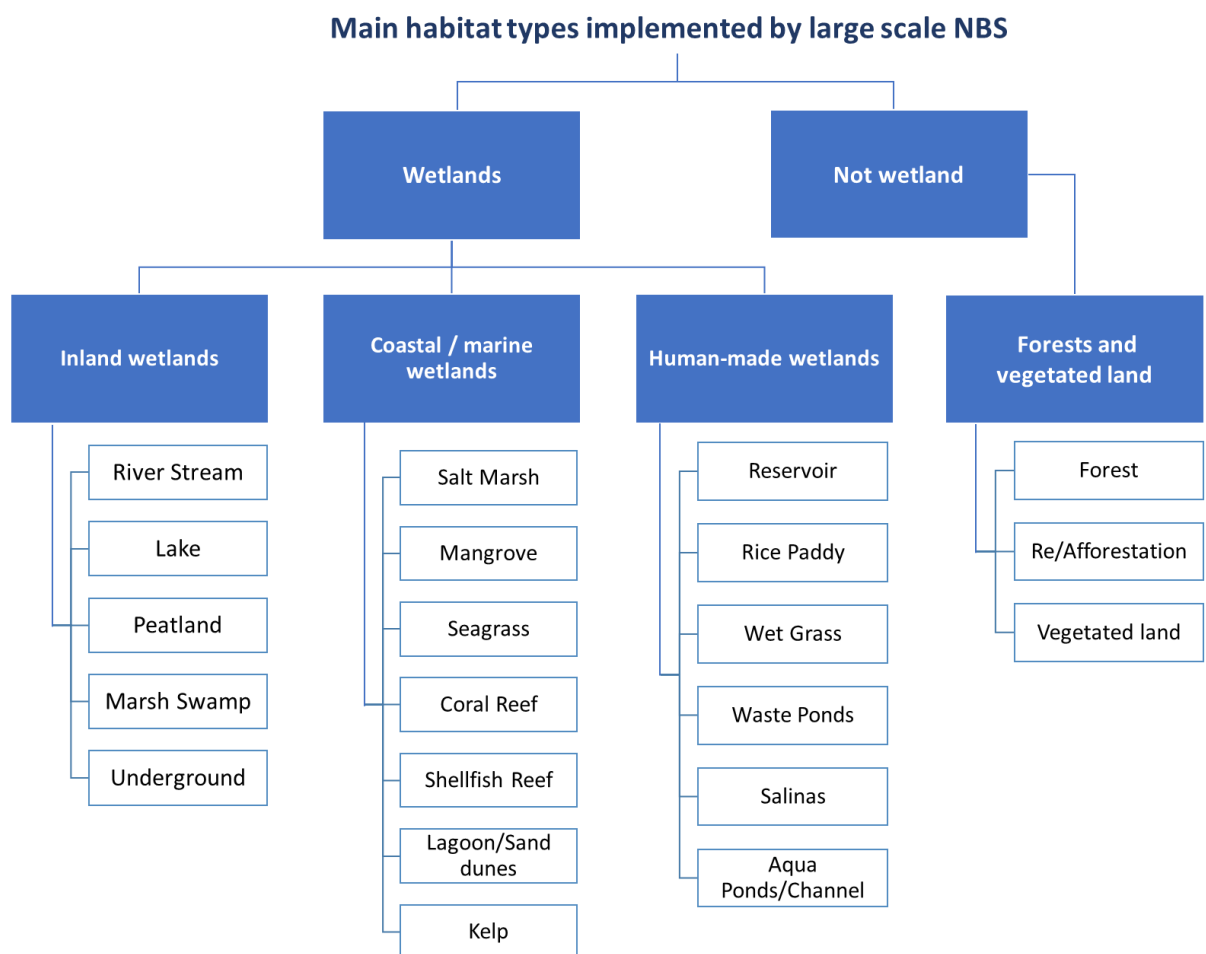 Main habitat types implemented by large scale NBS
Wetlands
Not wetland
Inland wetlands
Coastal / marine
wetlands
Human-made wetlands
Forests and
vegetated land
River Stream
Lake
Peatland
Marsh Swamp
Underground
Salt Marsh
Mangrove
Seagrass
Coral Reef
Shellfish Reef
Lagoon/Sand
dunes
Kelp
Reservoir
Rice Paddy
Wet Grass
Waste Ponds
Salinas
Aqua
Ponds/Channel
Forest
Re/Afforestation
Vegetated land